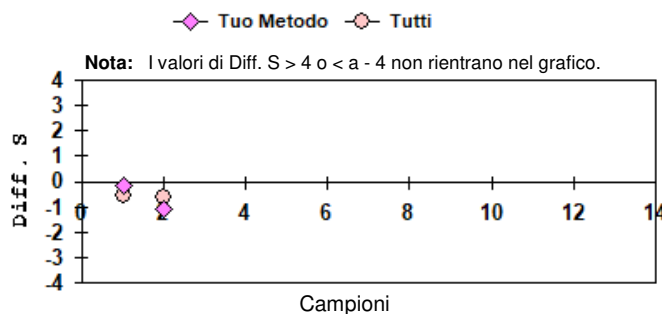 Tuo Metodo Tutti
Nota: I valori di Diff. S > 4 o < a - 4 non rientrano nel grafico.
4
3
2
1
0
-1
-2
-3
-4
Diff. S
0 2 4 6 8 10 12 14
Campioni